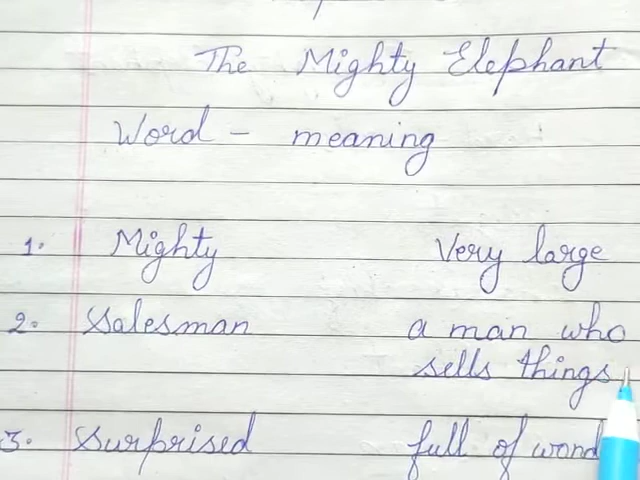 The Mighty Elephant
Word - meaning
1. Mighty Very large
2. Salesman a man who
sells things
3. Surprised full of